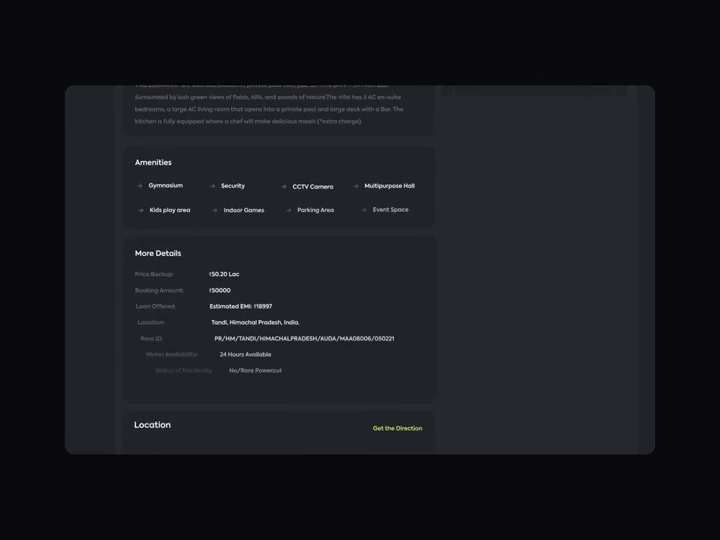 Surrounded by lush green views of fields, hills, and sounds of nature.The Villa has 3 AC en-suite
bedrooms, a large AC living room that opens into a private pool and large deck with a Bar. The
kitchen is fully equipped where a chef will make delicious meals (*extra charge).
Amenities
Gymnasium Security CCTV Camera Multipurpose Hall
Kids play area Indoor Games Parking Area Event Space
More Details
Price Backup: ₹50.20 Lac
Booking Amount: ₹50000
Loan Offered: Estimated EMI: ₹18997
Location: Tandi, Himachal Pradesh, India.
Rent ID: PR/HM/TANDI/HIMACHALPRADESH/AUDA/MAA08006/050221
Water Availability: 24 Hours Available
Status of Electricity: No/Rare Powercut
Location
Get the Direction